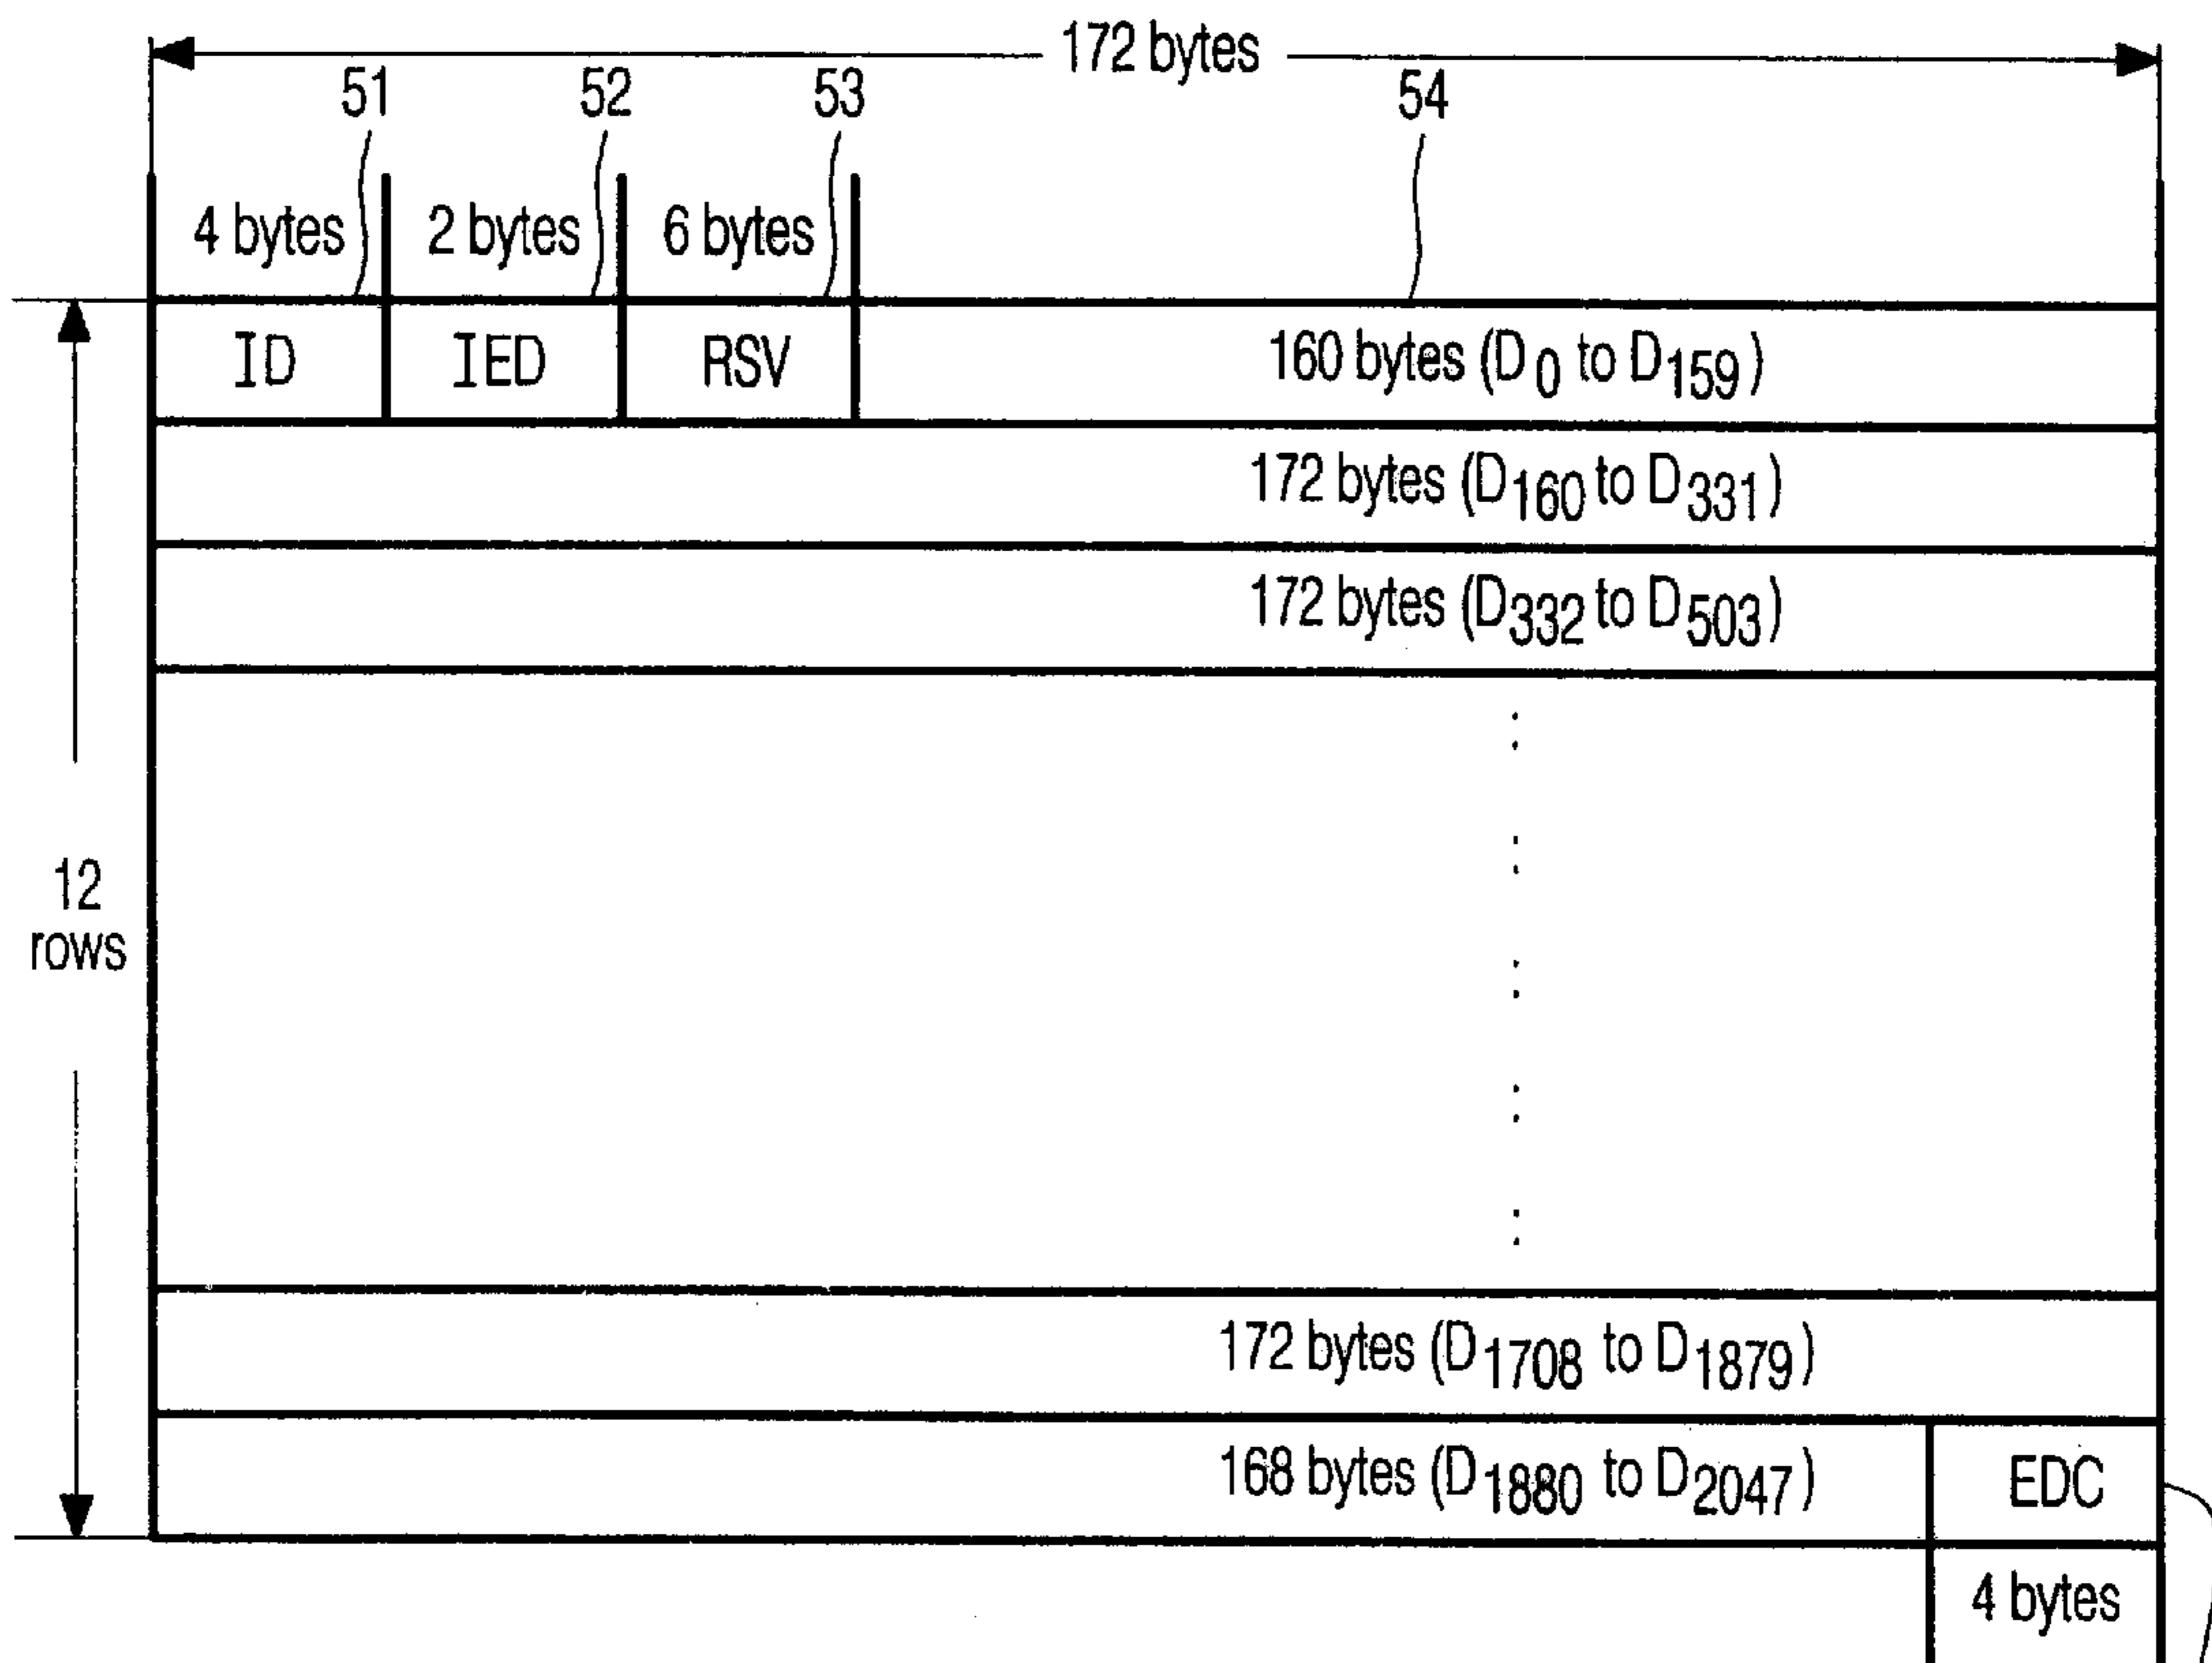 172 bytes
51 52 53 54
4 bytes 2 bytes 6 bytes
ID IED RSV 160 bytes (D0 to D159)
172 bytes (D160 to D331)
172 bytes (D332 to D503)
12
rows
172 bytes (D1708 to D1879)
168 bytes (D1880 to D2047) EDC
4 bytes